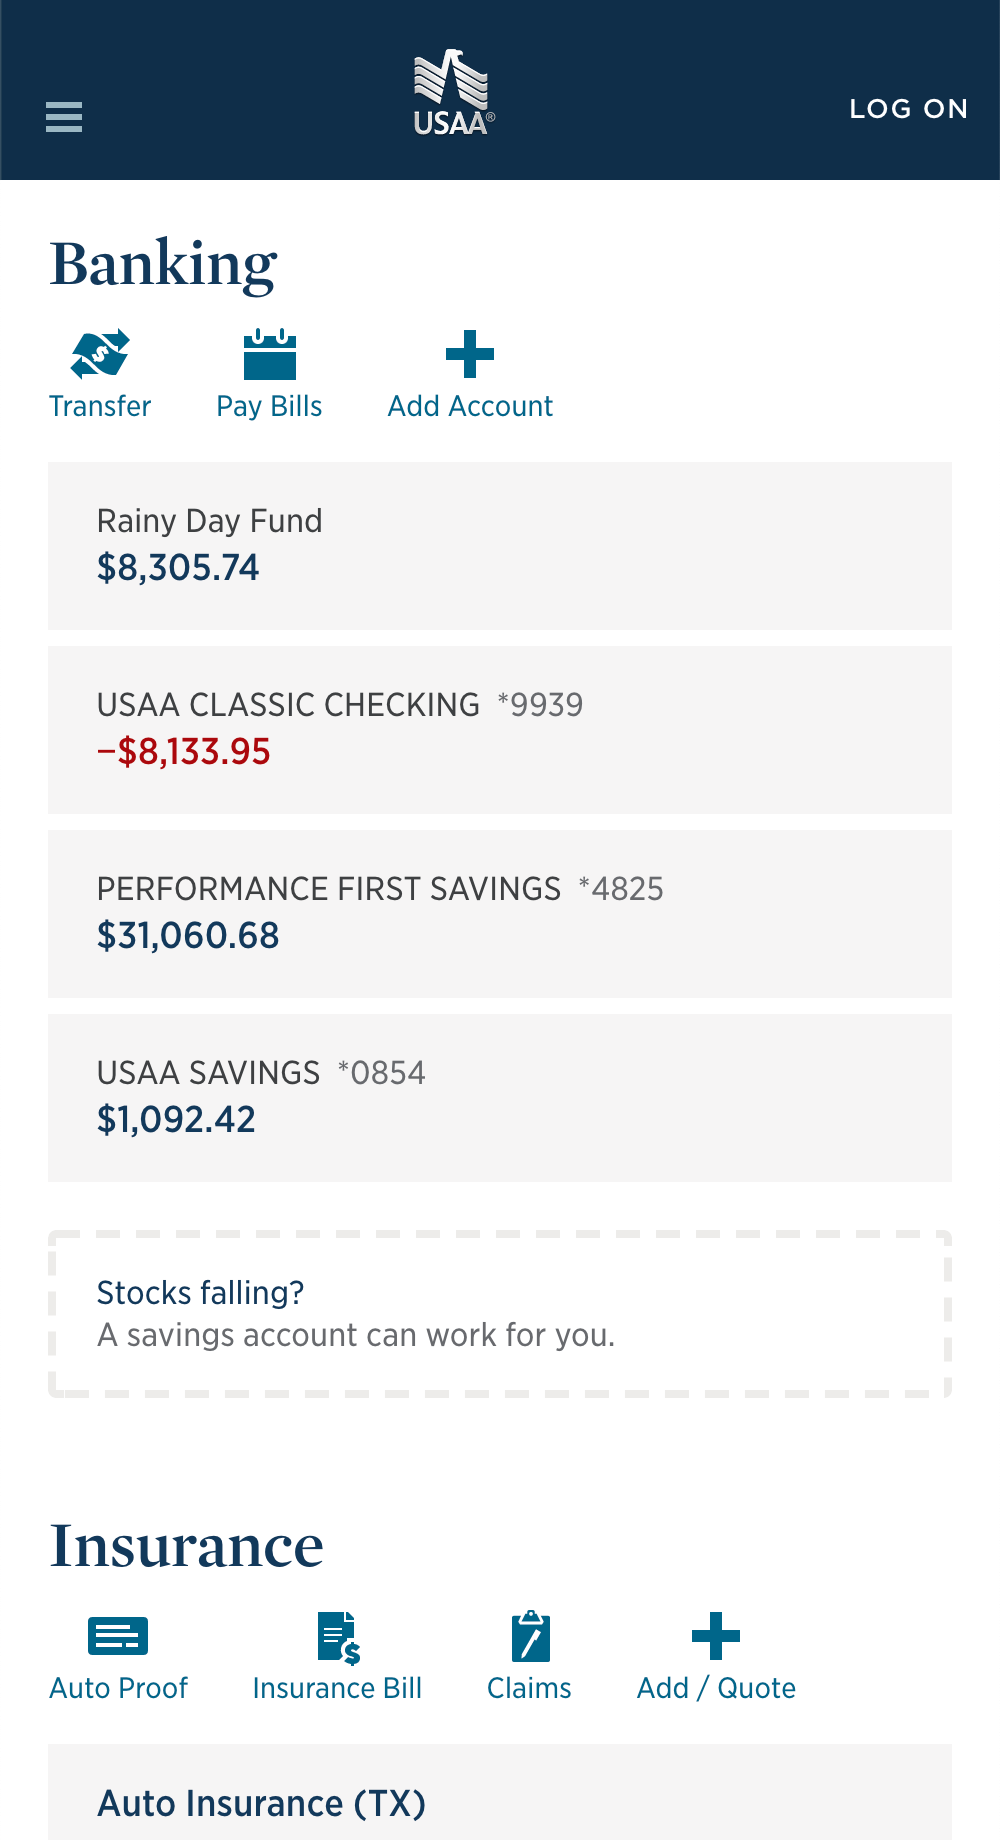 USAA®
LOG ON
Banking
Transfer
Pay Bills
Add Account
Rainy Day Fund
$8,305.74
USAA CLASSIC CHECKING *9939
−$8,133.95
PERFORMANCE FIRST SAVINGS *4825
$31,060.68
USAA SAVINGS *0854
$1,092.42
Stocks falling?
A savings account can work for you.
Insurance
Auto Proof
Insurance Bill
Claims
Add / Quote
Auto Insurance (TX)